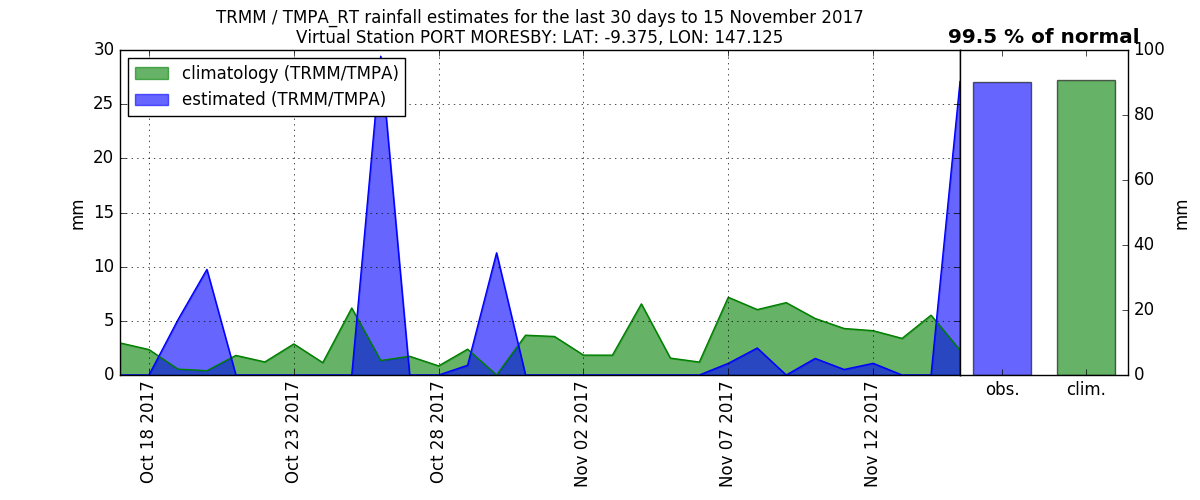 TRMM / TMPA_RT rainfall estimates for the last 30 days to 15 November 2017
Virtual Station PORT MORESBY: LAT: -9.375, LON: 147.125
99.5 % of normal
climatology (TRMM/TMPA)
estimated (TRMM/TMPA)
30
25
20
15
10
5
0
mm
Oct 18 2017
Oct 23 2017
Oct 28 2017
Nov 02 2017
Nov 07 2017
Nov 12 2017
obs.
clim.
100
80
60
40
20
0
mm